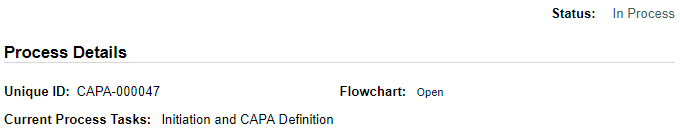 Status: In Process
Process Details
Unique ID: CAPA-000047 Flowchart: Open
Current Process Tasks: Initiation and CAPA Definition